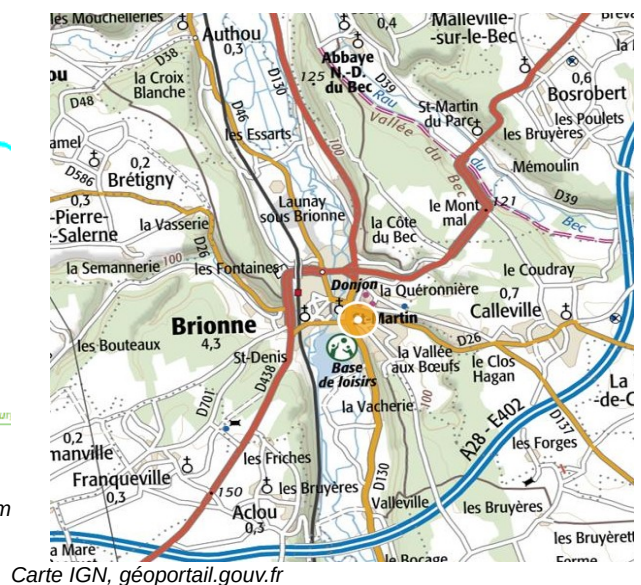 les Mouchelleries
Authou
0,3
0,4
Malleville-
-sur-le-Bec
Abbaye
N.-D.
du Bec
D38
D130
125
D39
0,6
Bosrobert
la Croix
Blanche
D48
D46
St-Martin
du Parc
les Poulets
les Bruyères
les Essarts
100
Vallée du Bec
Rau
du
Bec
Mémoulin
0,2
Brétigny
D586
0,3
-Pierre-
-Salerne
Launay
sous Brionne
le Mont
mal
121
D39
la Vasserie
D26
la Côte
du Bec
la Semannerie
100
les Fontaines
Donjon
le Coudray
la Quéronnière
0,7
Calleville
Brionne
4,3
Martin
D26
les Bouteaux
St-Denis
Base
de loisirs
la Vallée
aux Bœufs
le Clos
Hagan
La
-de-C
D438
D701
la Vacherie
100
A28 - E402
D137
0,2
manville
les Friches
D130
les Forges
Franqueville
0,3
150
les Bruyères
Aclou
0,3
Valleville
les Bruyères
les Bruyères
a Mare
le Bocage
Ferme
m
Carte IGN, géoportail.gouv.fr